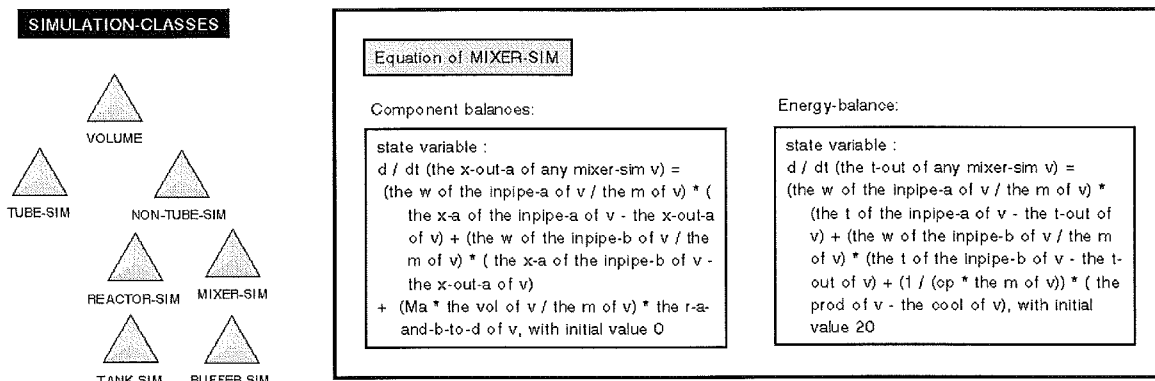 SIMULATION-CLASSES
VOLUME
TUBE-SIM
NON-TUBE-SIM
REACTOR-SIM
MIXER-SIM
TANK-SIM
BUFFER-SIM
Equation of MIXER-SIM
Component balances:
state variable :
d / dt (the x-out-a of any mixer-sim v) =
(the w of the inpipe-a of v / the m of v) * (
the x-a of the inpipe-a of v - the x-out-a
of v) + (the w of the inpipe-b of v / the
m of v) * ( the x-a of the inpipe-b of v -
the x-out-a of v)
+ (Ma * the vol of v / the m of v) * the r-a-
and-b-to-d of v, with initial value 0
Energy-balance:
state variable :
d / dt (the t-out of any mixer-sim v) =
(the w of the inpipe-a of v / the m of v) *
(the t of the inpipe-a of v - the t-out of
v) + (the w of the inpipe-b of v / the m
of v) * (the t of the inpipe-b of v - the t-
out of v) + (1 / (op * the m of v)) * ( the
prod of v - the cool of v), with initial
value 20